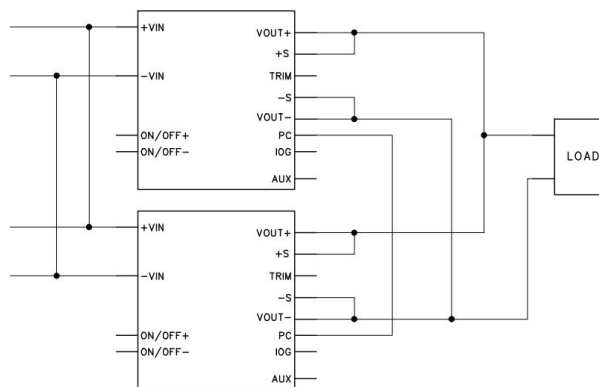 +VIN
VOUT+
+S
-VIN
TRIM
-S
VOUT-
ON/OFF+
PC
ON/OFF-
IOG
AUX
LOAD
+VIN
VOUT+
+S
-VIN
TRIM
-S
VOUT-
ON/OFF+
PC
ON/OFF-
IOG
AUX